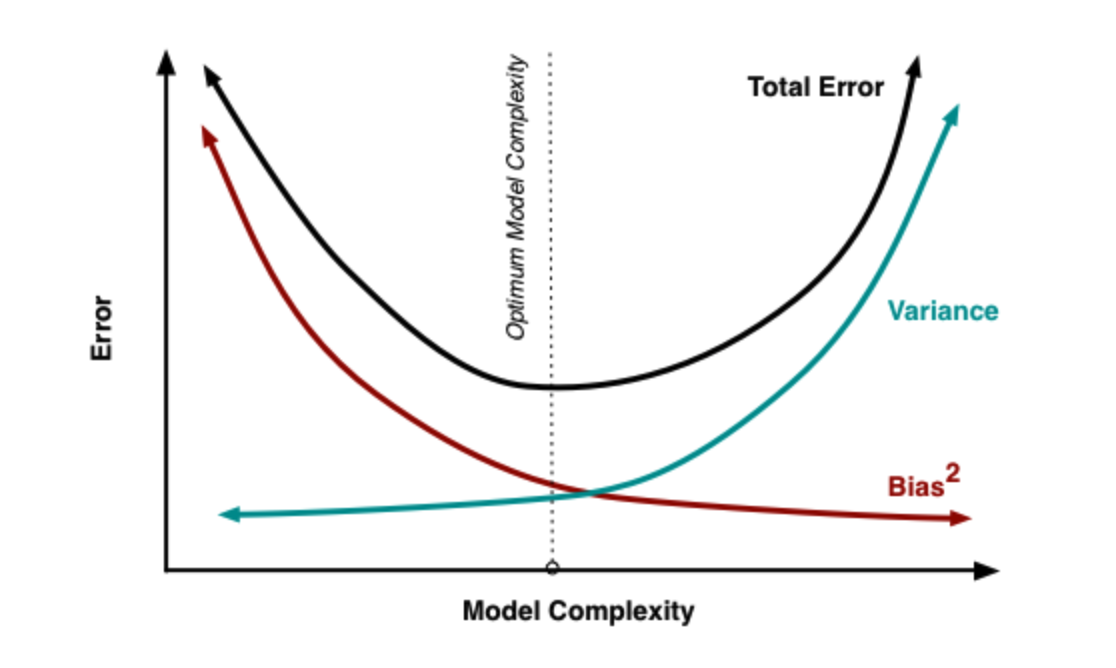 Optimum Model Complexity
Total Error
Error
Variance
Bias²
Model Complexity